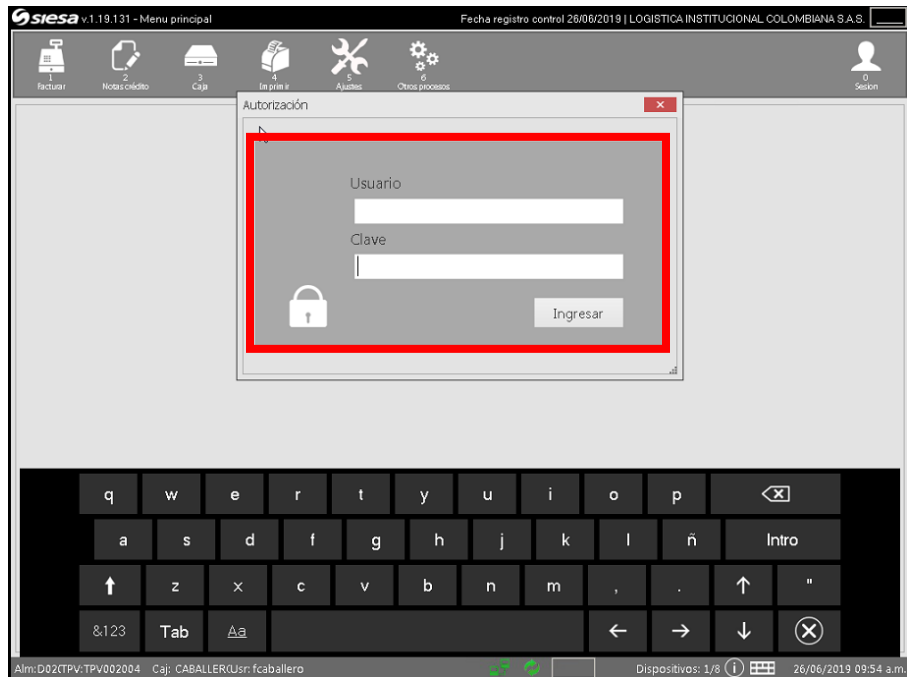 siesa v.1.19.131 - Menu principal
Fecha registro control 26/06/2019 | LOGISTICA INSTITUCIONAL COLOMBIANA S.A.S.
1 2 3 4 5 6 0
Facturar Notas crédito Caja Imprimir Ajustes Otros procesos Sesion
Autorización
Usuario
Clave
Ingresar
q w e r t y u i o p
a s d f g h j k l ñ Intro
z x c v b n m , . "
&123 Tab Aa
Alm:D02(TPV:TPV002004 Caj: CABALLER(Usr: fcaballero Dispositivos: 1/8 26/06/2019 09:54 a.m.